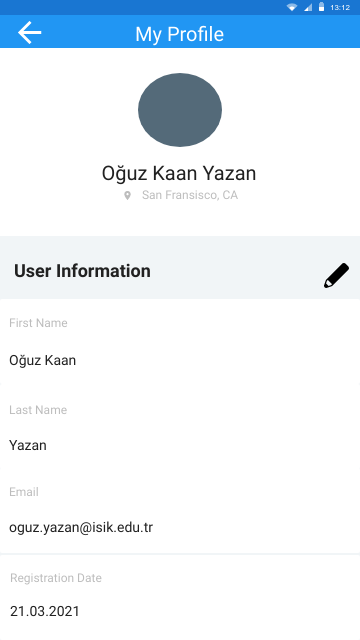 13:12
My Profile
Oğuz Kaan Yazan
San Fransisco, CA
User Information
First Name
Oğuz Kaan
Last Name
Yazan
Email
oguz.yazan@isik.edu.tr
Registration Date
21.03.2021